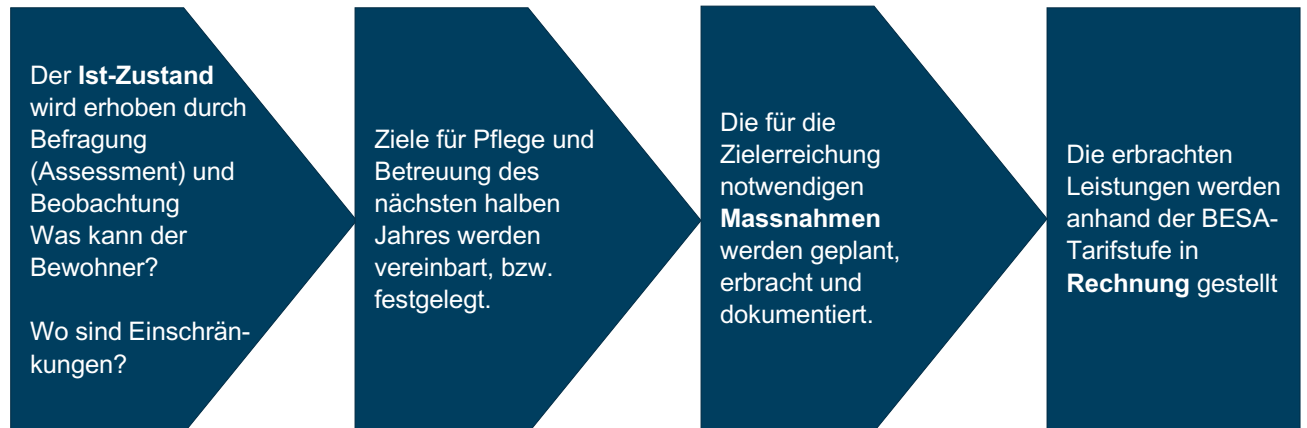 Der Ist-Zustand
wird erhoben durch
Befragung
(Assessment) und
Beobachtung
Was kann der
Bewohner?
Wo sind Einschrän-
kungen?
Ziele für Pflege und
Betreuung des
nächsten halben
Jahres werden
vereinbart, bzw.
festgelegt.
Die für die
Zielerreichung
notwendigen
Massnahmen
werden geplant,
erbracht und
dokumentiert.
Die erbrachten
Leistungen werden
anhand der BESA-
Tarifstufe in
Rechnung gestellt